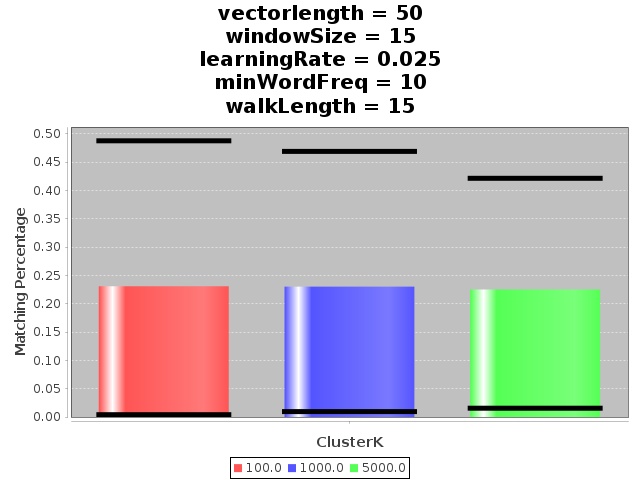 vectorlength = 50
windowSize = 15
learningRate = 0.025
minWordFreq = 10
walkLength = 15
0.50
0.45
0.40
0.35
0.30
0.25
0.20
0.15
0.10
0.05
0.00
Matching Percentage
ClusterK
100.0 1000.0 5000.0